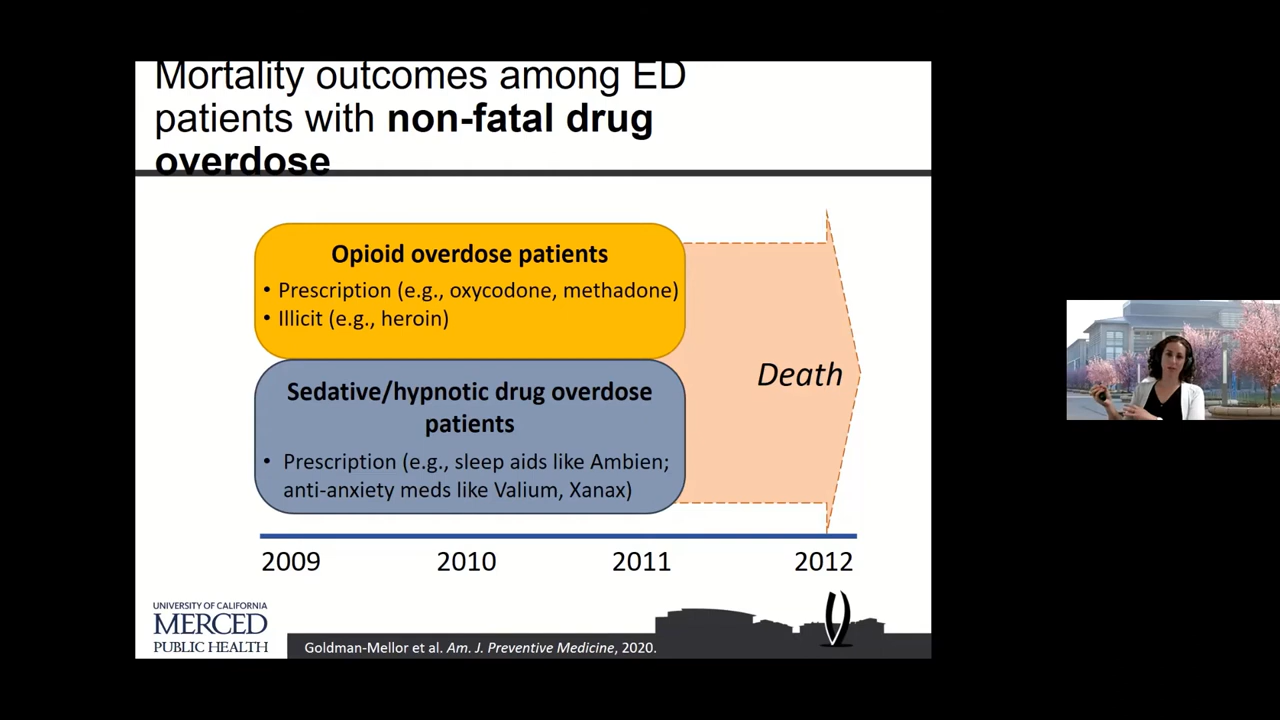 Mortality outcomes among ED
patients with non-fatal drug
overdose
Opioid overdose patients
• Prescription (e.g., oxycodone, methadone)
• Illicit (e.g., heroin)
Sedative/hypnotic drug overdose
patients
• Prescription (e.g., sleep aids like Ambien;
anti-anxiety meds like Valium, Xanax)
Death
2009 2010 2011 2012
UNIVERSITY OF CALIFORNIA
MERCED
PUBLIC HEALTH
Goldman-Mellor et al. Am. J. Preventive Medicine, 2020.